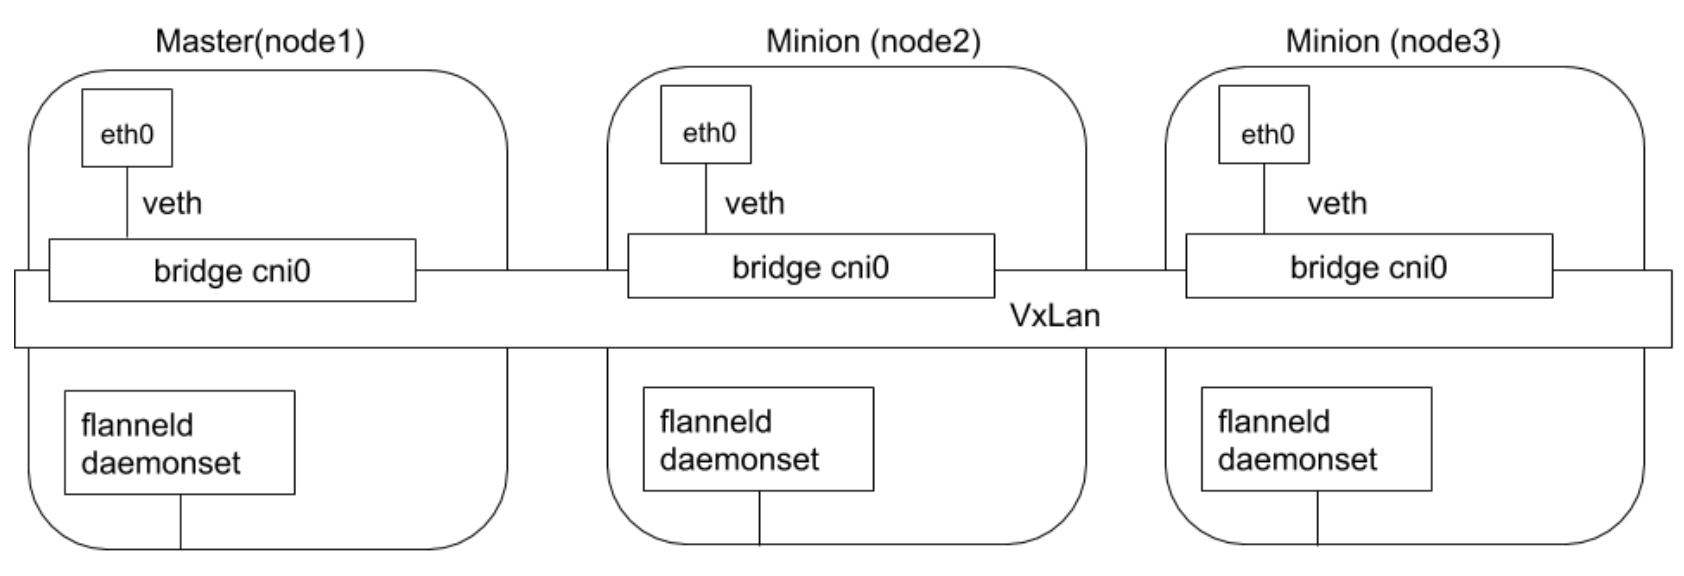 Master(node1)
Minion (node2)
Minion (node3)
eth0
eth0
eth0
veth
veth
veth
bridge cni0
bridge cni0
bridge cni0
VxLan
flanneld
daemonset
flanneld
daemonset
flanneld
daemonset